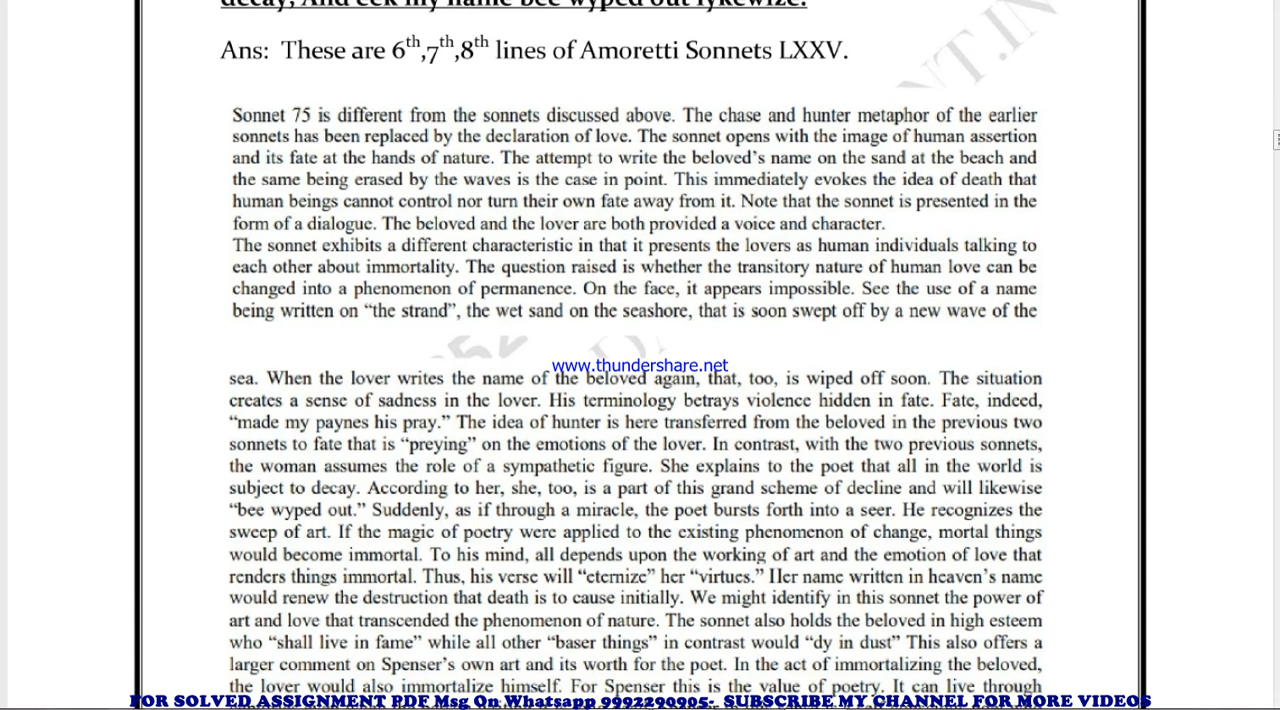 decay, And eek my name bee wyped out lykewize.
Ans: These are 6th,7th,8th lines of Amoretti Sonnets LXXV.
NT.IN
Sonnet 75 is different from the sonnets discussed above. The chase and hunter metaphor of the earlier
sonnets has been replaced by the declaration of love. The sonnet opens with the image of human assertion
and its fate at the hands of nature. The attempt to write the beloved's name on the sand at the beach and
the same being erased by the waves is the case in point. This immediately evokes the idea of death that
human beings cannot control nor turn their own fate away from it. Note that the sonnet is presented in the
form of a dialogue. The beloved and the lover are both provided a voice and character.
The sonnet exhibits a different characteristic in that it presents the lovers as human individuals talking to
each other about immortality. The question raised is whether the transitory nature of human love can be
changed into a phenomenon of permanence. On the face, it appears impossible. See the use of a name
being written on "the strand", the wet sand on the seashore, that is soon swept off by a new wave of the
www.thundershare.net
sea. When the lover writes the name of the beloved again, that, too, is wiped off soon. The situation
creates a sense of sadness in the lover. His terminology betrays violence hidden in fate. Fate, indeed,
"made my paynes his pray." The idea of hunter is here transferred from the beloved in the previous two
sonnets to fate that is "preying" on the emotions of the lover. In contrast, with the two previous sonnets,
the woman assumes the role of a sympathetic figure. She explains to the poet that all in the world is
subject to decay. According to her, she, too, is a part of this grand scheme of decline and will likewise
"bee wyped out." Suddenly, as if through a miracle, the poet bursts forth into a seer. He recognizes the
sweep of art. If the magic of poetry were applied to the existing phenomenon of change, mortal things
would become immortal. To his mind, all depends upon the working of art and the emotion of love that
renders things immortal. Thus, his verse will "eternize" her "virtues." Her name written in heaven's name
would renew the destruction that death is to cause initially. We might identify in this sonnet the power of
art and love that transcended the phenomenon of nature. The sonnet also holds the beloved in high esteem
who "shall live in fame" while all other "baser things" in contrast would "dy in dust" This also offers a
larger comment on Spenser's own art and its worth for the poet. In the act of immortalizing the beloved,
the lover would also immortalize himself. For Spenser this is the value of poetry. It can live through
FOR SOLVED ASSIGNMENT PDF Msg On Whatsapp 9992290905- SUBSCRIBE MY CHANNEL FOR MORE VIDEOS